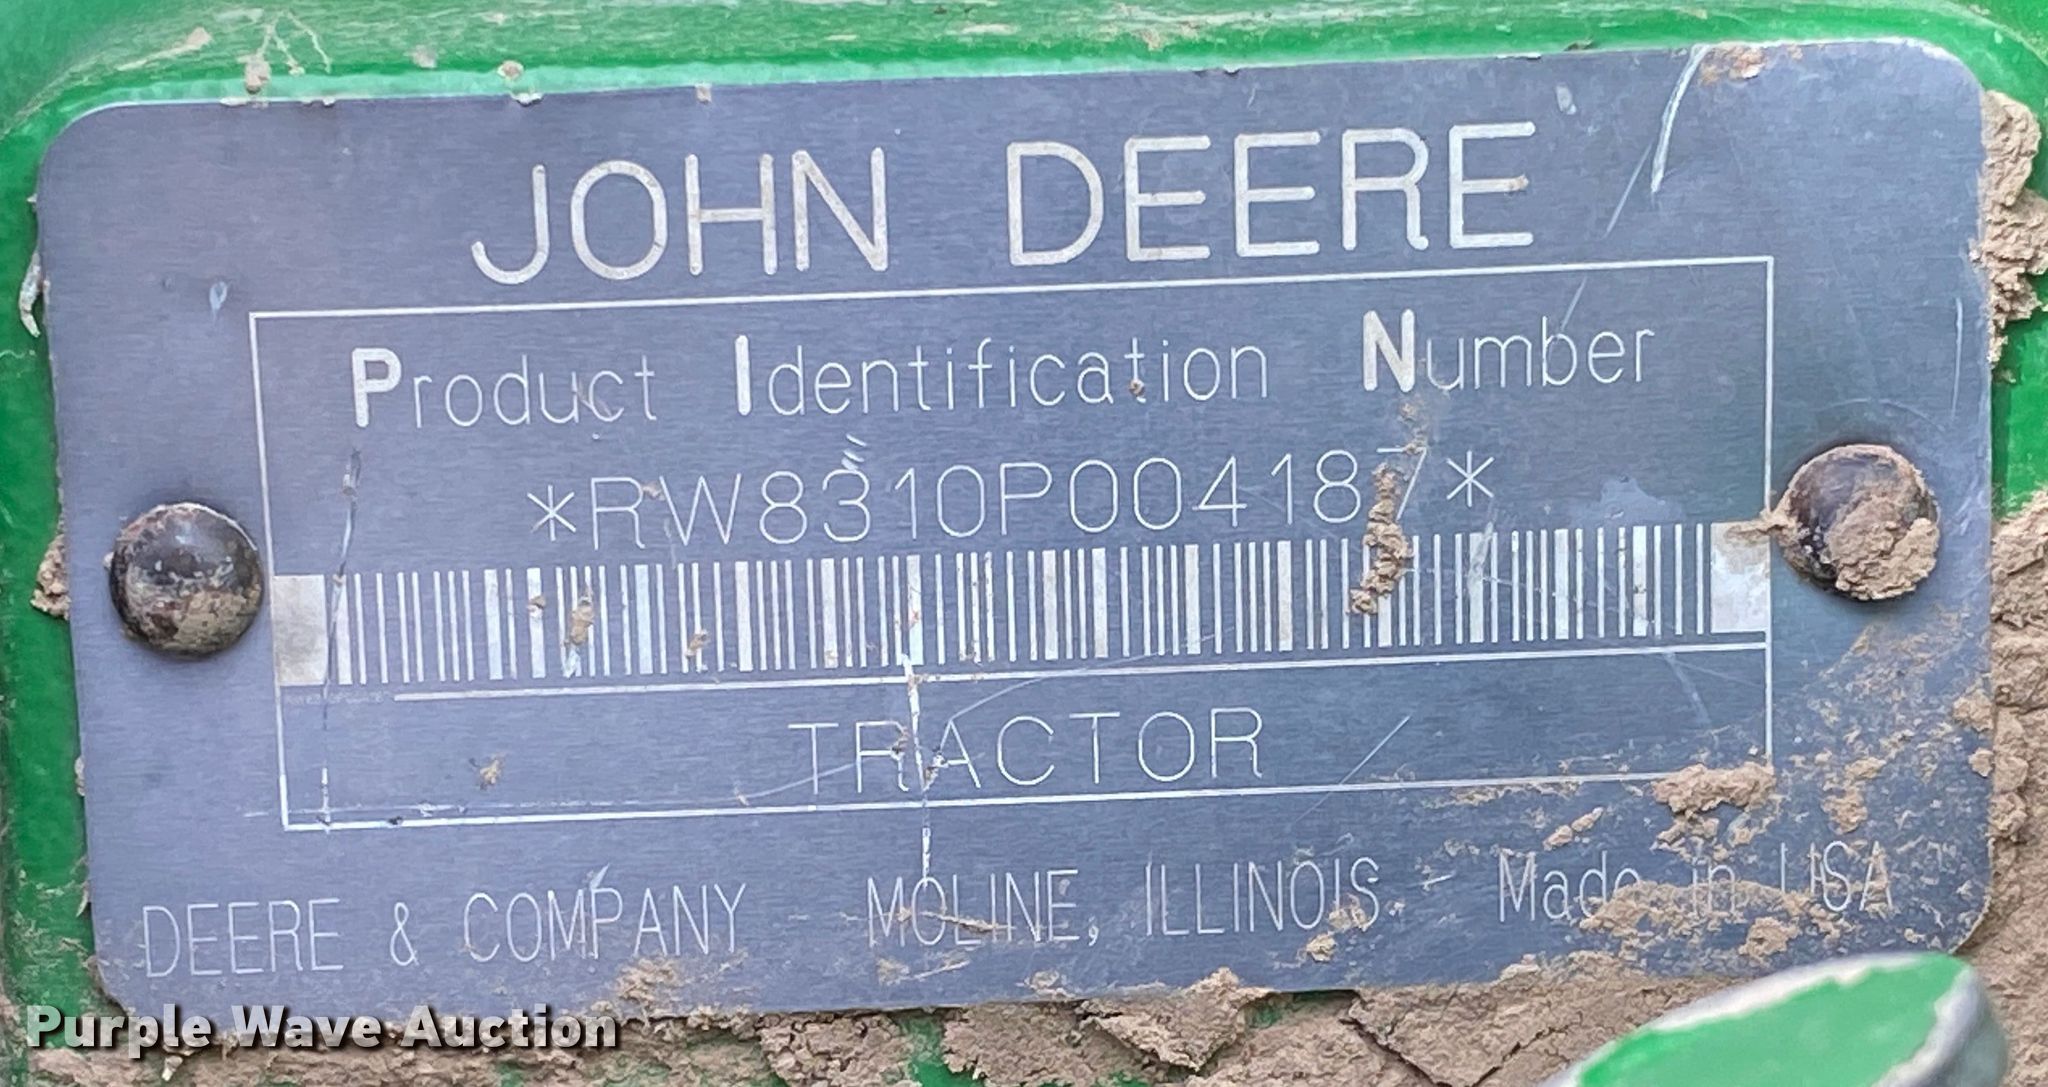 JOHN DEERE
Product Identification Number
*RW8310P004187*
TRACTOR
DEERE & COMPANY MOLINE, ILLINOIS - Made in USA
Purple Wave Auction